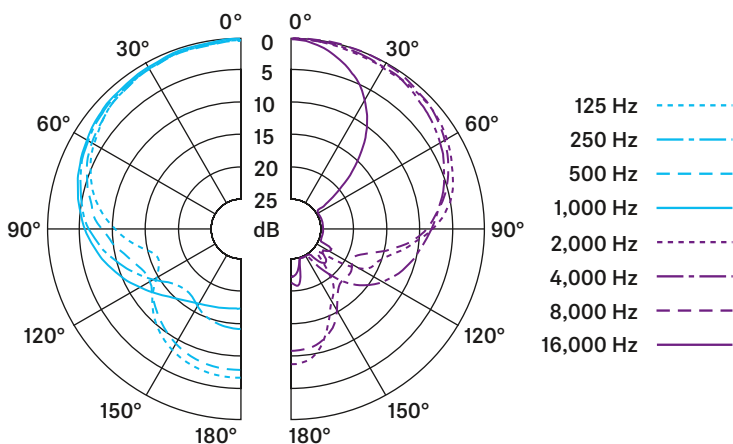 0° 0°
30° 0 30°
5
10
60° 15 60°
20
25
90° dB 90°
120° 120°
150° 150°
180° 180°
125 Hz
250 Hz
500 Hz
1,000 Hz
2,000 Hz
4,000 Hz
8,000 Hz
16,000 Hz